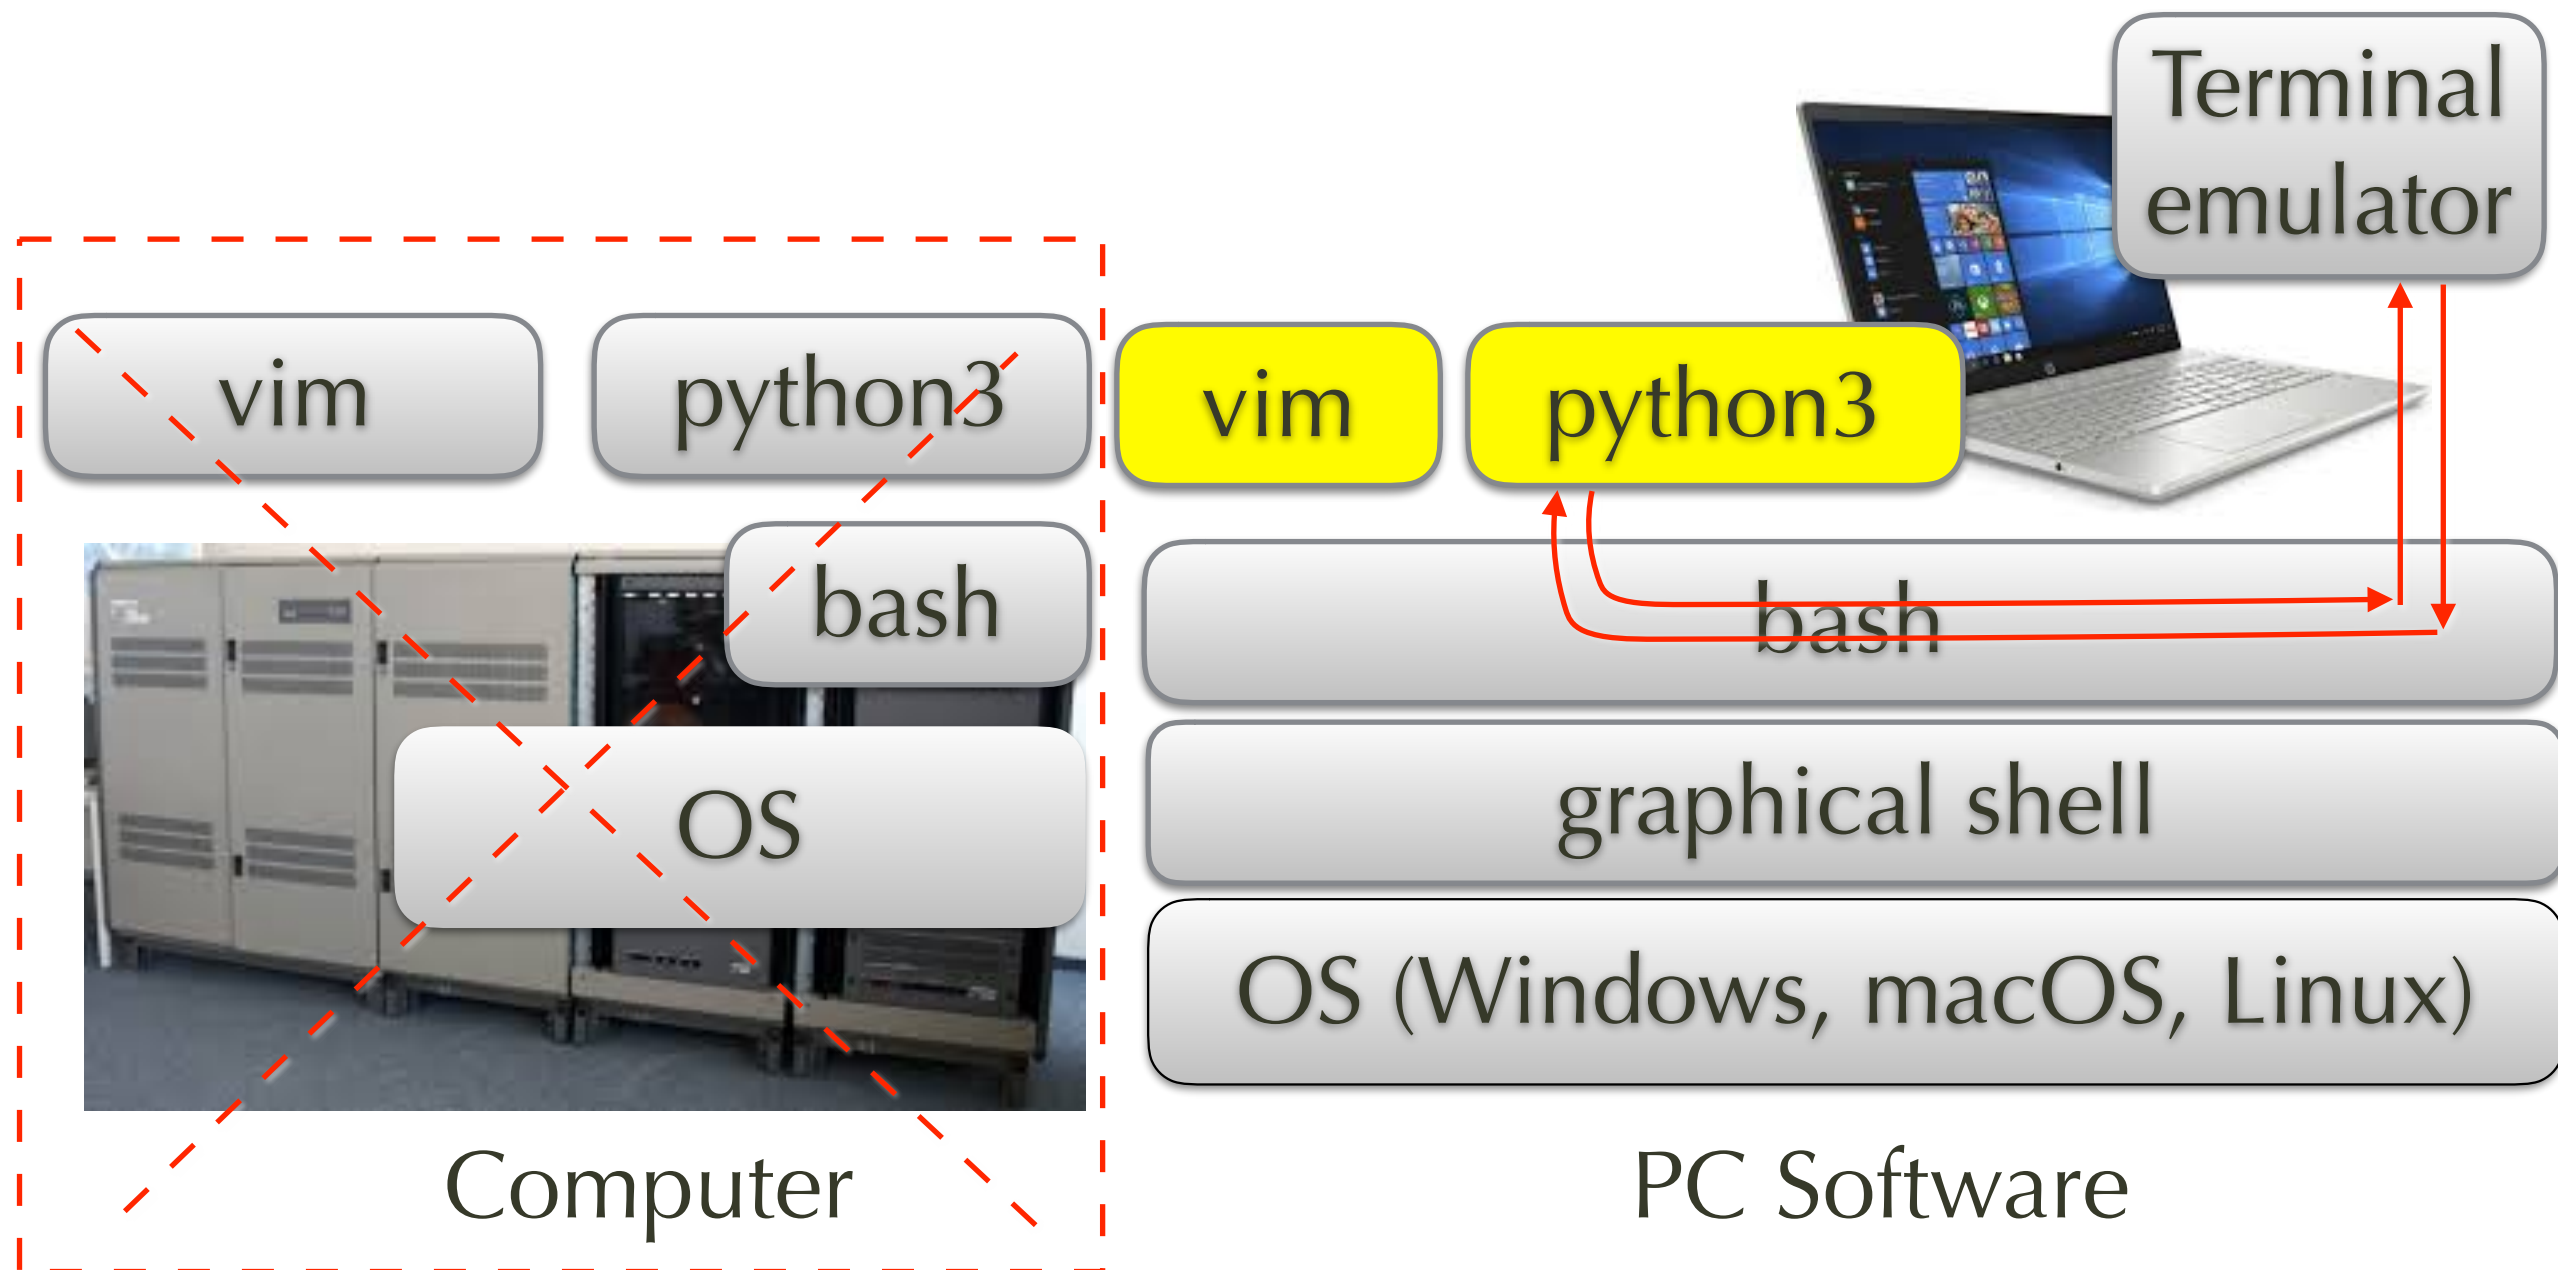 Terminal
emulator
vim
python3
vim
python3
bash
bash
OS
graphical shell
OS (Windows, macOS, Linux)
Computer
PC Software